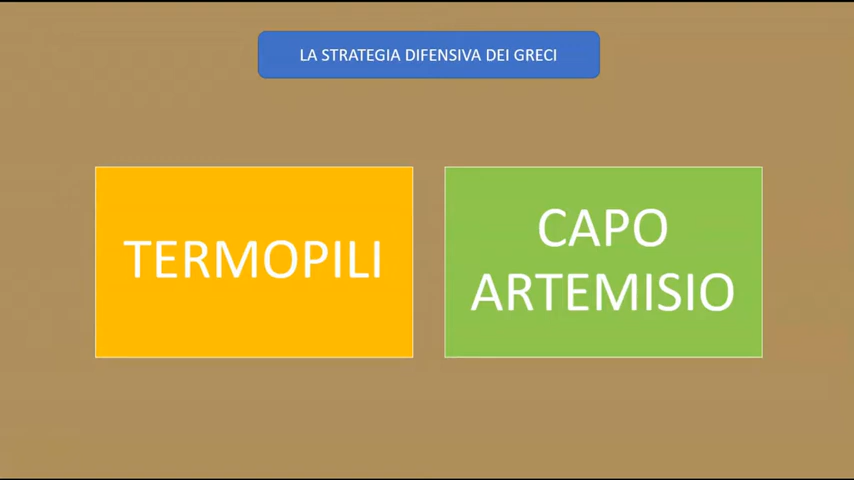 LA STRATEGIA DIFENSIVA DEI GRECI
TERMOPILI
CAPO
ARTEMISIO